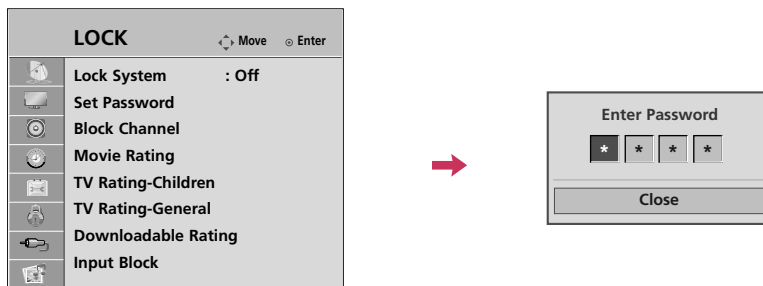 LOCK Move Enter
Lock System : Off
Set Password
Block Channel
Movie Rating
TV Rating-Children
TV Rating-General
Downloadable Rating
Input Block
Enter Password
* * * *
Close